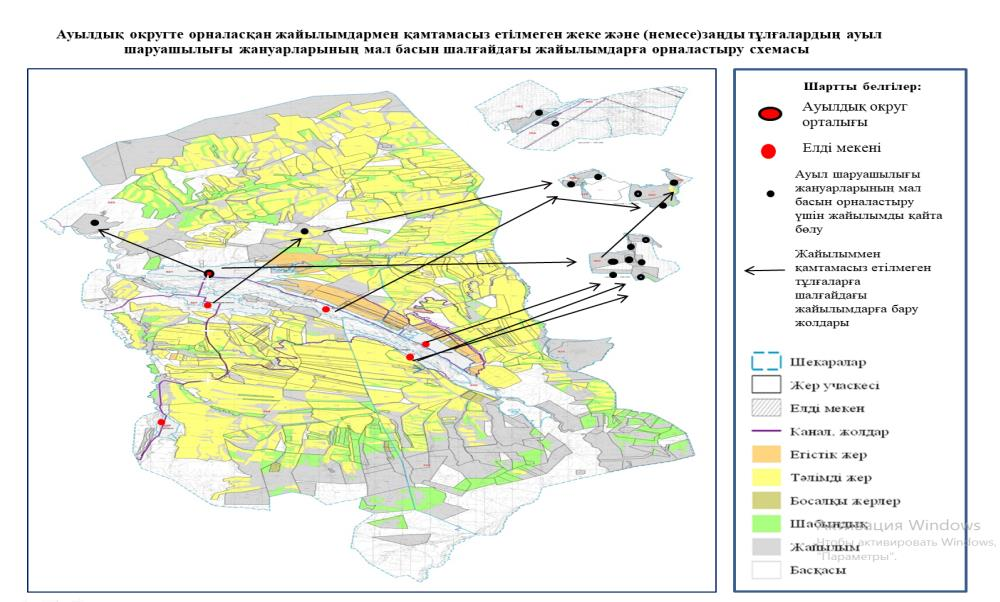 Ауылдық округте орналасқан жайылымдармен қамтамасыз етілмеген жеке және (немесе)заңды тұлғалардың ауыл
шаруашылығы жануарларының мал басын шалғайдағы жайылымдарға орналастыру схемасы
Шартты белгілер:
Ауылдық округ
орталығы
Елді мекені
Ауыл шаруашылығы
жануарларының мал
басын орналастыру
үшін жайылымды қайта
бөлу
Жайылыммен
қамтамасыз етілмеген
тұлғаларға
шалғайдағы
жайылымдарға бару
жолдары
Шекаралар
Жер учаскесі
Елді мекен
Канал. жолдар
Егістік жер
Тәлімді жер
Босалқы жерлер
Шабындық
Жайылым
Басқасы
Активация Windows
Чтобы активировать Windows,
"Параметры".